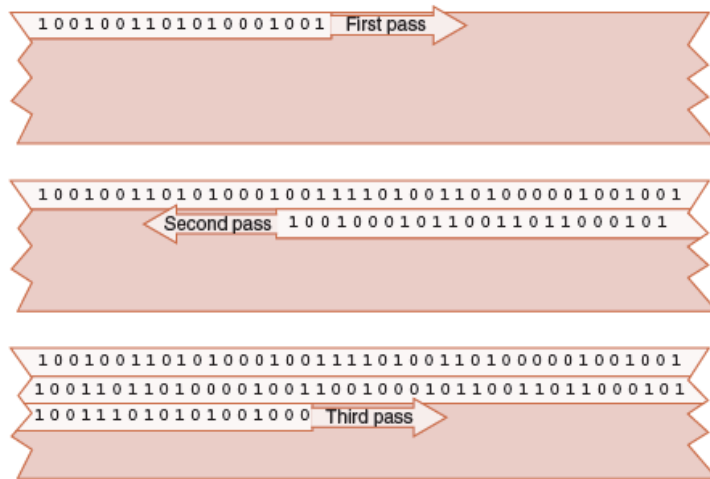 1 0 0 1 0 0 1 1 0 1 0 1 0 0 0 1 0 0 1 First pass
1 0 0 1 0 0 1 1 0 1 0 1 0 0 0 1 0 0 1 1 1 1 0 1 0 0 1 1 0 1 0 0 0 0 0 0 1 0 0 1 0 0 1
Second pass 1 0 0 1 0 0 0 1 0 1 1 0 0 1 1 0 1 1 0 0 0 1 0 1
1 0 0 1 0 0 1 1 0 1 0 1 0 0 0 1 0 0 1 1 1 1 0 1 0 0 1 1 0 1 0 0 0 0 0 0 1 0 0 1 0 0 1
1 0 0 1 1 0 1 1 0 1 0 0 0 0 1 0 0 1 1 0 0 1 0 0 0 1 0 1 1 0 0 1 1 0 1 1 0 0 0 1 0 1
1 0 0 1 1 1 0 1 0 1 0 1 0 0 1 0 0 0 Third pass